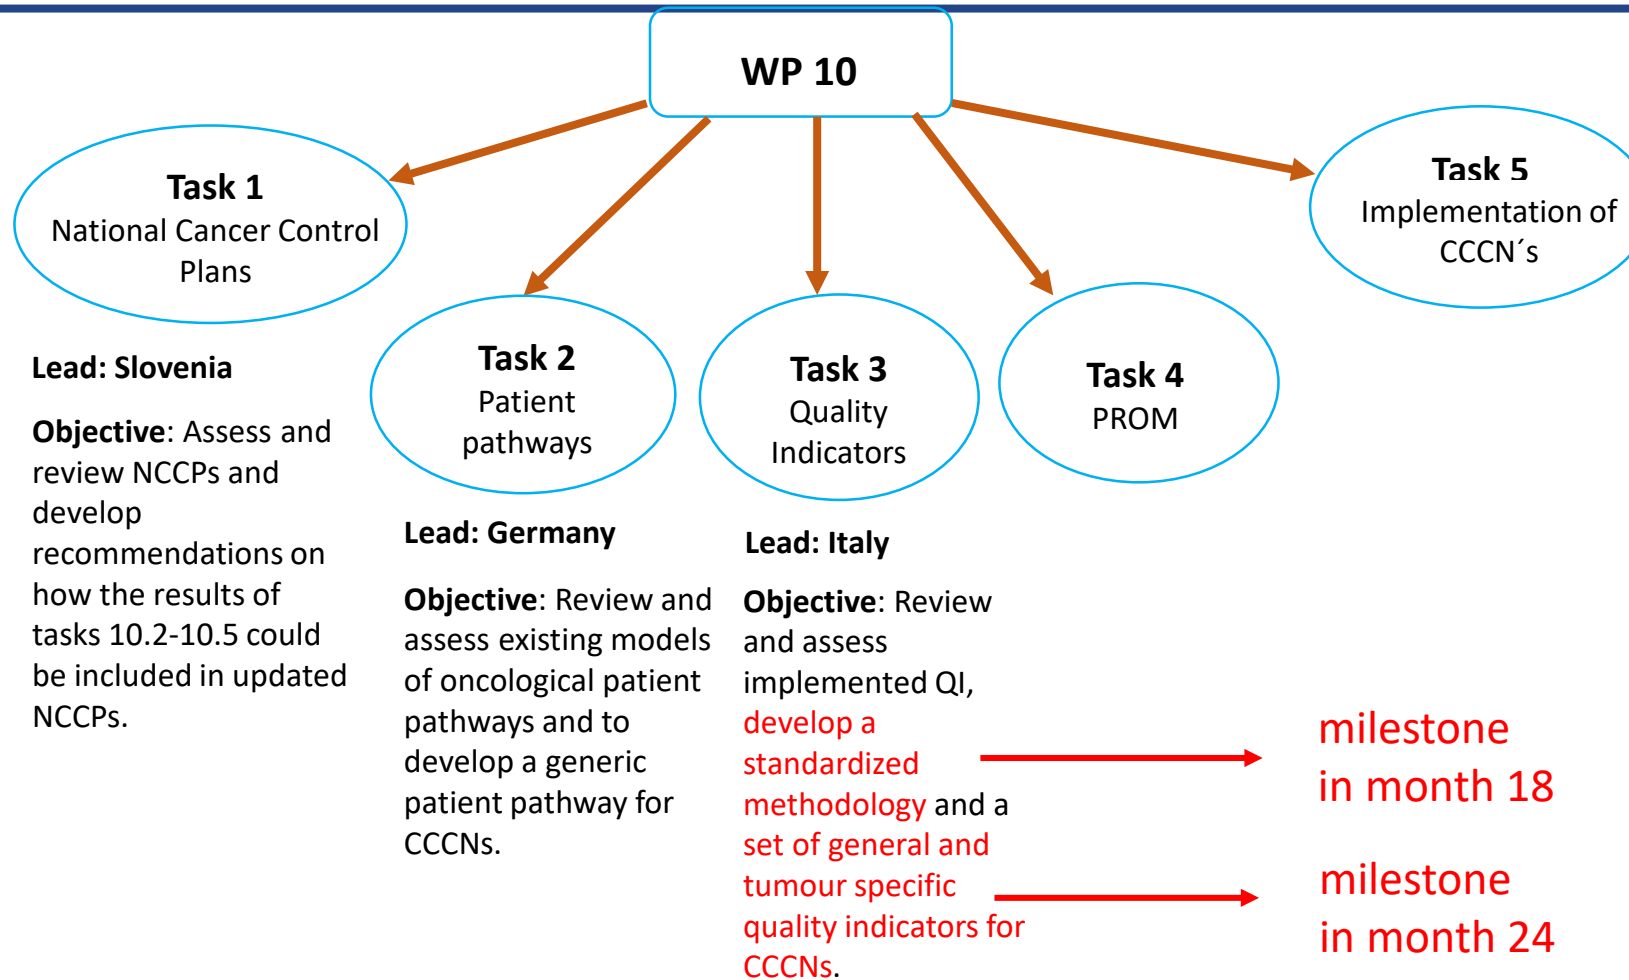 WP 10
Task 1
National Cancer Control
Plans
Task 2
Patient
pathways
Task 3
Quality
Indicators
Task 4
PROM
Task 5
Implementation of
CCCN´s
Lead: Slovenia
Objective: Assess and
review NCCPs and
develop
recommendations on
how the results of
tasks 10.2-10.5 could
be included in updated
NCCPs.
Lead: Germany
Objective: Review and
assess existing models
of oncological patient
pathways and to
develop a generic
patient pathway for
CCCNs.
Lead: Italy
Objective: Review
and assess
implemented QI,
develop a
standardized
methodology and a
set of general and
tumour specific
quality indicators for
CCCNs.
milestone
in month 18
milestone
in month 24